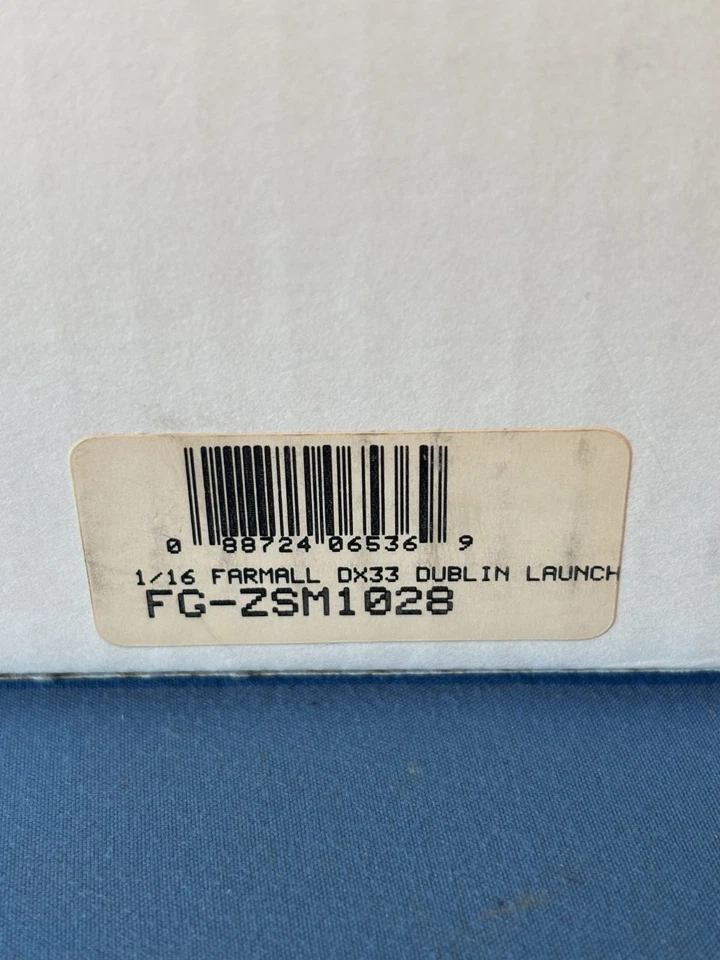 0 88724 06536 9
1/16 FARMALL DX33 DUBLIN LAUNCH
FG-ZSM1028